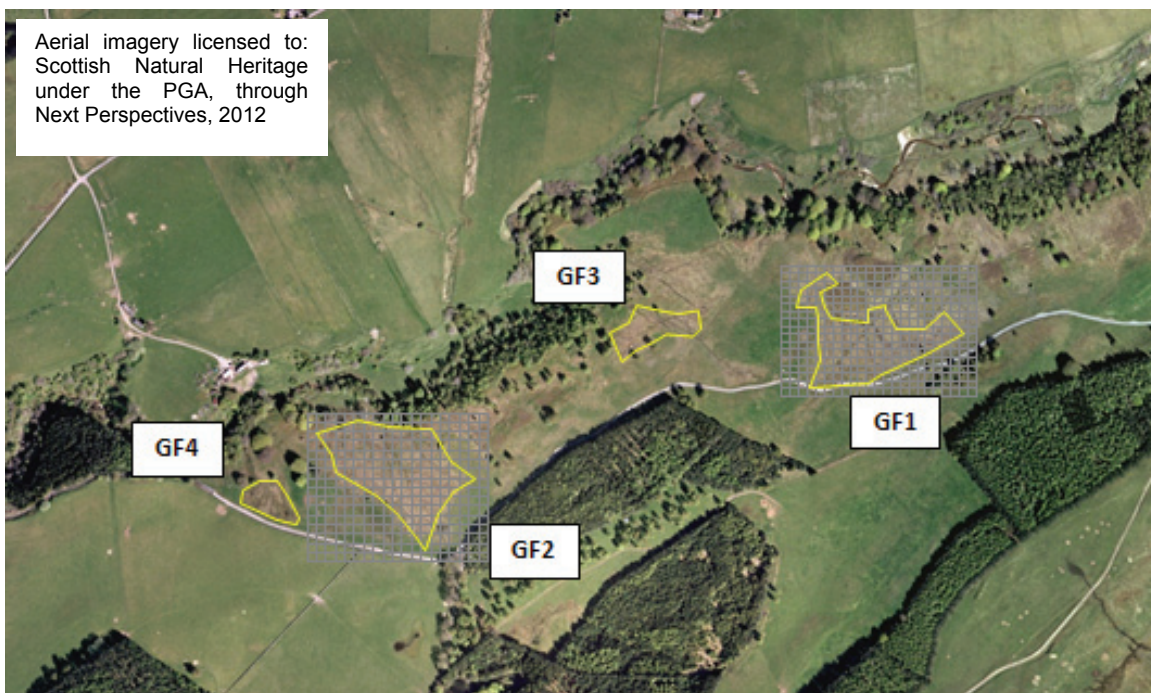 Aerial imagery licensed to:
Scottish Natural Heritage
under the PGA, through
Next Perspectives, 2012
GF3
GF1
GF4
GF2